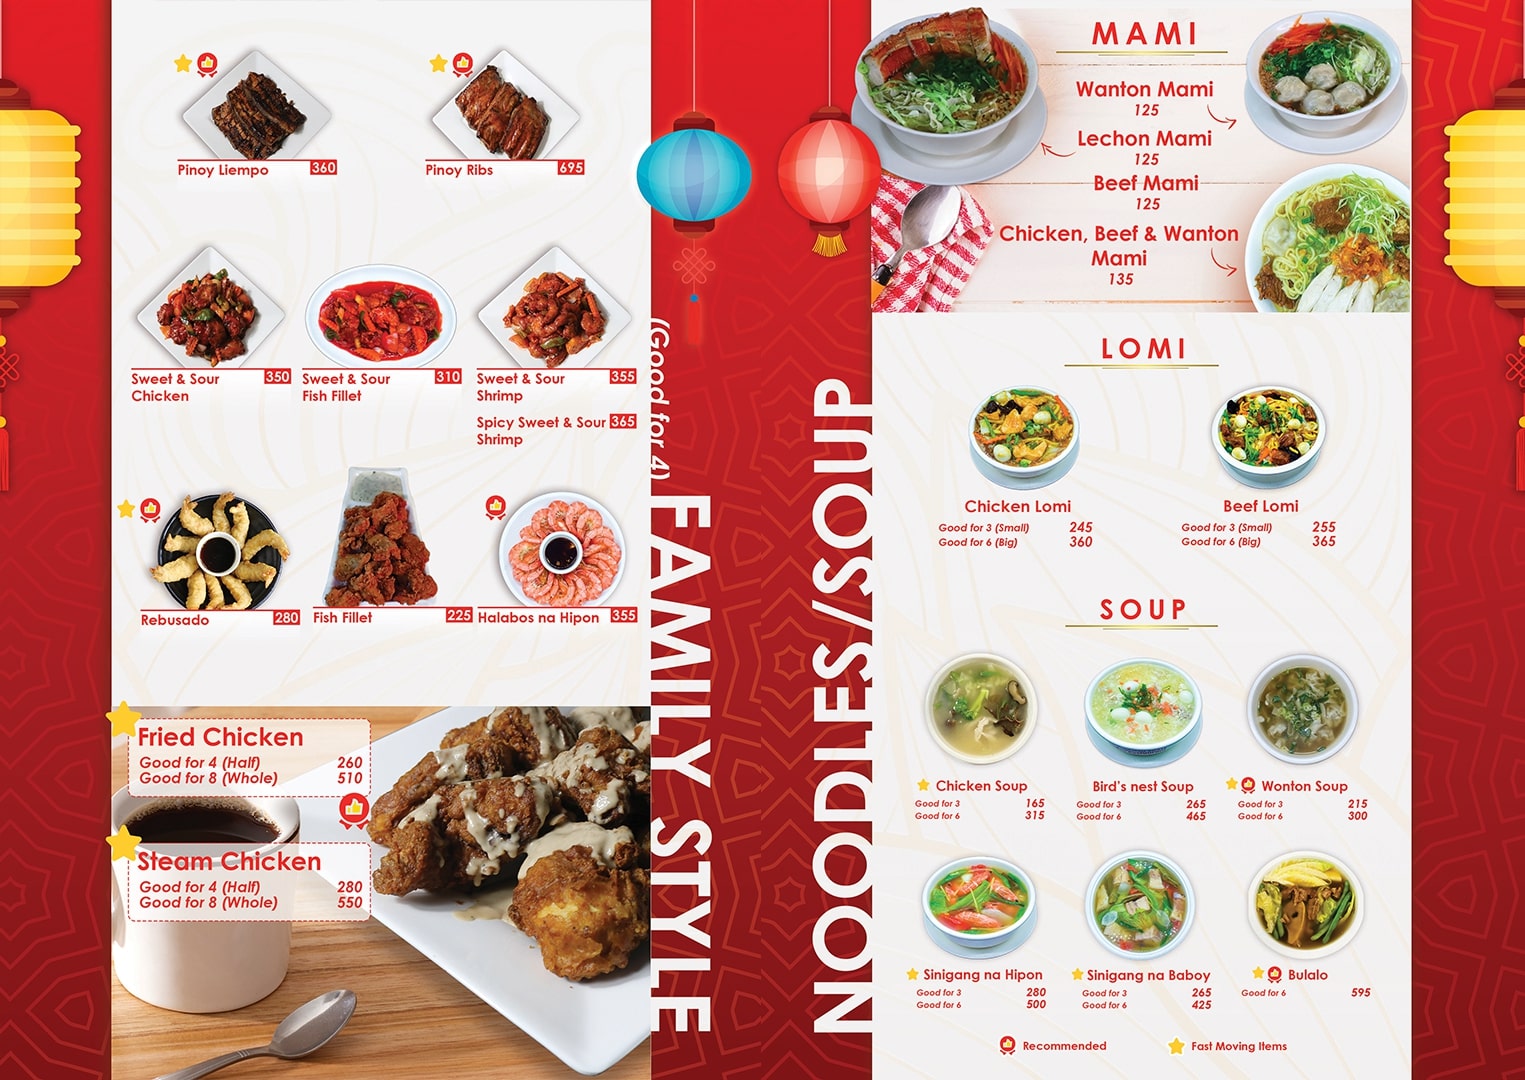 Pinoy Liempo 360
Pinoy Ribs 695
Sweet & Sour 350
Chicken
Sweet & Sour 310
Fish Fillet
Sweet & Sour 355
Shrimp
Spicy Sweet & Sour 365
Shrimp
Rebusado 280
Fish Fillet 225
Halabos na Hipon 355
Fried Chicken
Good for 4 (Half) 260
Good for 8 (Whole) 510
Steam Chicken
Good for 4 (Half) 280
Good for 8 (Whole) 550
FAMILY STYLE (Good for 4)
NOODLES/SOUP
MAMI
Wanton Mami
125
Lechon Mami
125
Beef Mami
125
Chicken, Beef & Wanton
Mami
135
LOMI
Chicken Lomi
Good for 3 (Small) 245
Good for 6 (Big) 360
Beef Lomi
Good for 3 (Small) 255
Good for 6 (Big) 365
SOUP
Chicken Soup
Good for 3 165
Good for 6 315
Bird's nest Soup
Good for 3 265
Good for 6 465
Wonton Soup
Good for 3 215
Good for 6 300
Sinigang na Hipon
Good for 3 280
Good for 6 500
Sinigang na Baboy
Good for 3 265
Good for 6 425
Bulalo
Good for 6 595
Recommended
Fast Moving Items